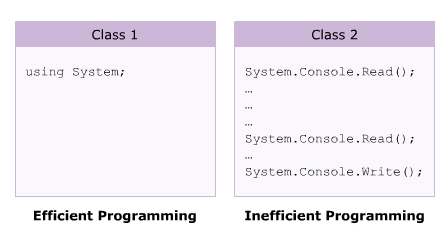 Class 1
using System;
Efficient Programming
Class 2
System.Console.Read();
…
…
…
System.Console.Read();
…
System.Console.Write();
Inefficient Programming